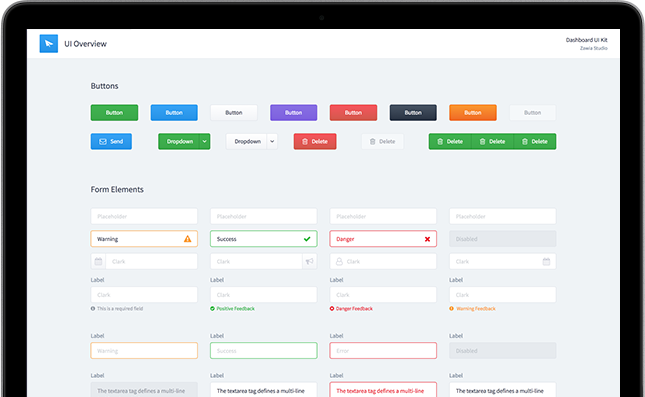 UI Overview
Dashboard UI Kit
Zawia Studio
Buttons
Button Button Button Button Button Button Button Button
Send Dropdown Dropdown Delete Delete Delete Delete Delete
Form Elements
Placeholder Placeholder Placeholder Placeholder
Warning Success Danger Disabled
Clark Clark Clark Clark
Label Label Label Label
Clark Clark Clark Clark
This is a required field Positive Feedback Danger Feedback Warning Feedback
Label Label Label Label
Warning Success Error Disabled
Label Label Label Label
The textarea tag defines a multi-line The textarea tag defines a multi-line The textarea tag defines a multi-line The textarea tag defines a multi-line